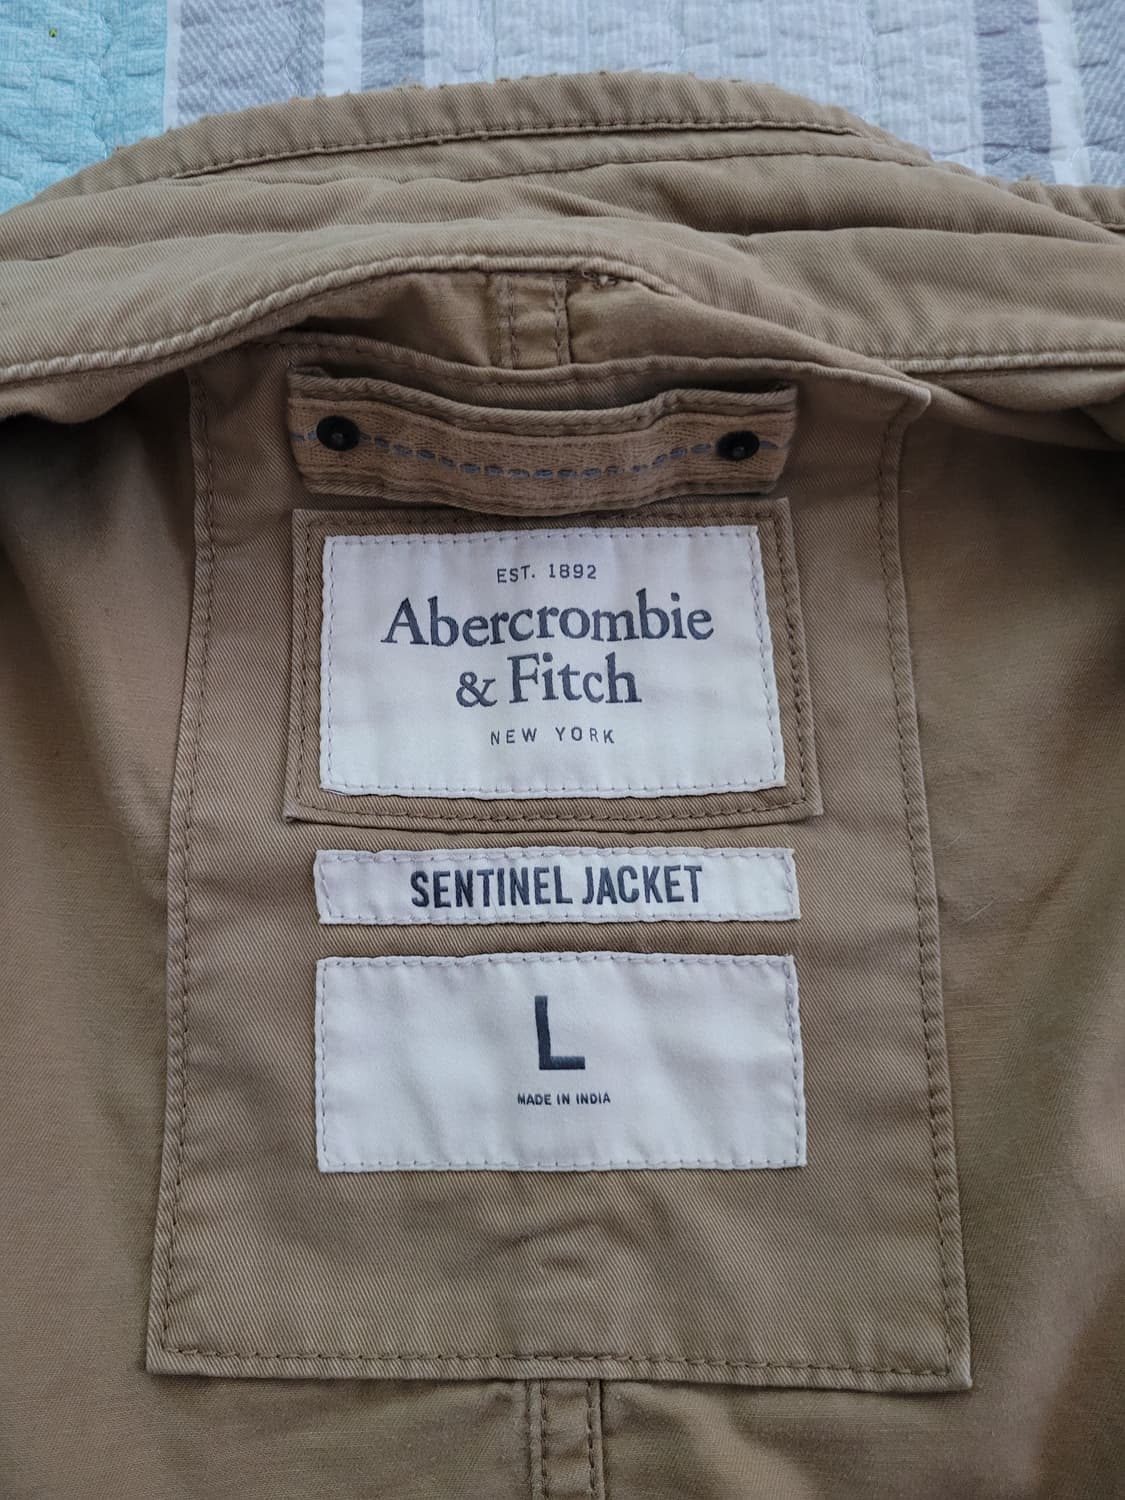 EST. 1892
Abercrombie
& Fitch
NEW YORK
SENTINEL JACKET
L
MADE IN INDIA